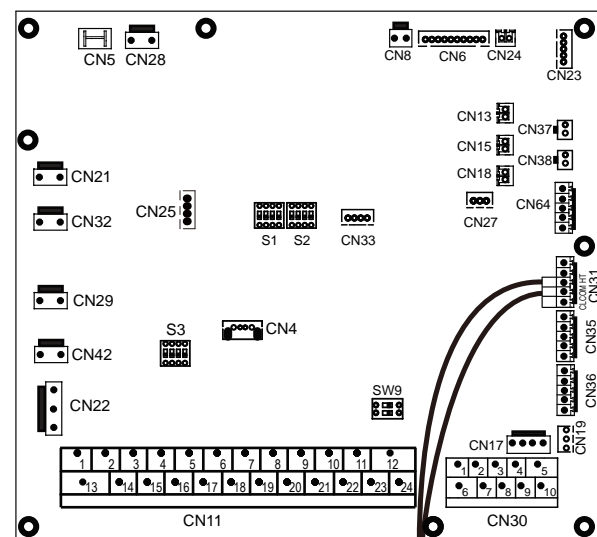 CN5
CN28
CN8
CN6
CN24
CN23
CN13
CN37
CN15
CN38
CN18
CN21
CN32
CN25
S1
S2
CN33
CN27
CN64
CN31
CLCOM HT
CN29
CN4
CN35
S3
CN42
CN36
CN22
SW9
CN17
CN19
1 2 3 4 5 6 7 8 9 10 11 12
13 14 15 16 17 18 19 20 21 22 23 24
CN11
1 2 3 4 5
6 7 8 9 10
CN30